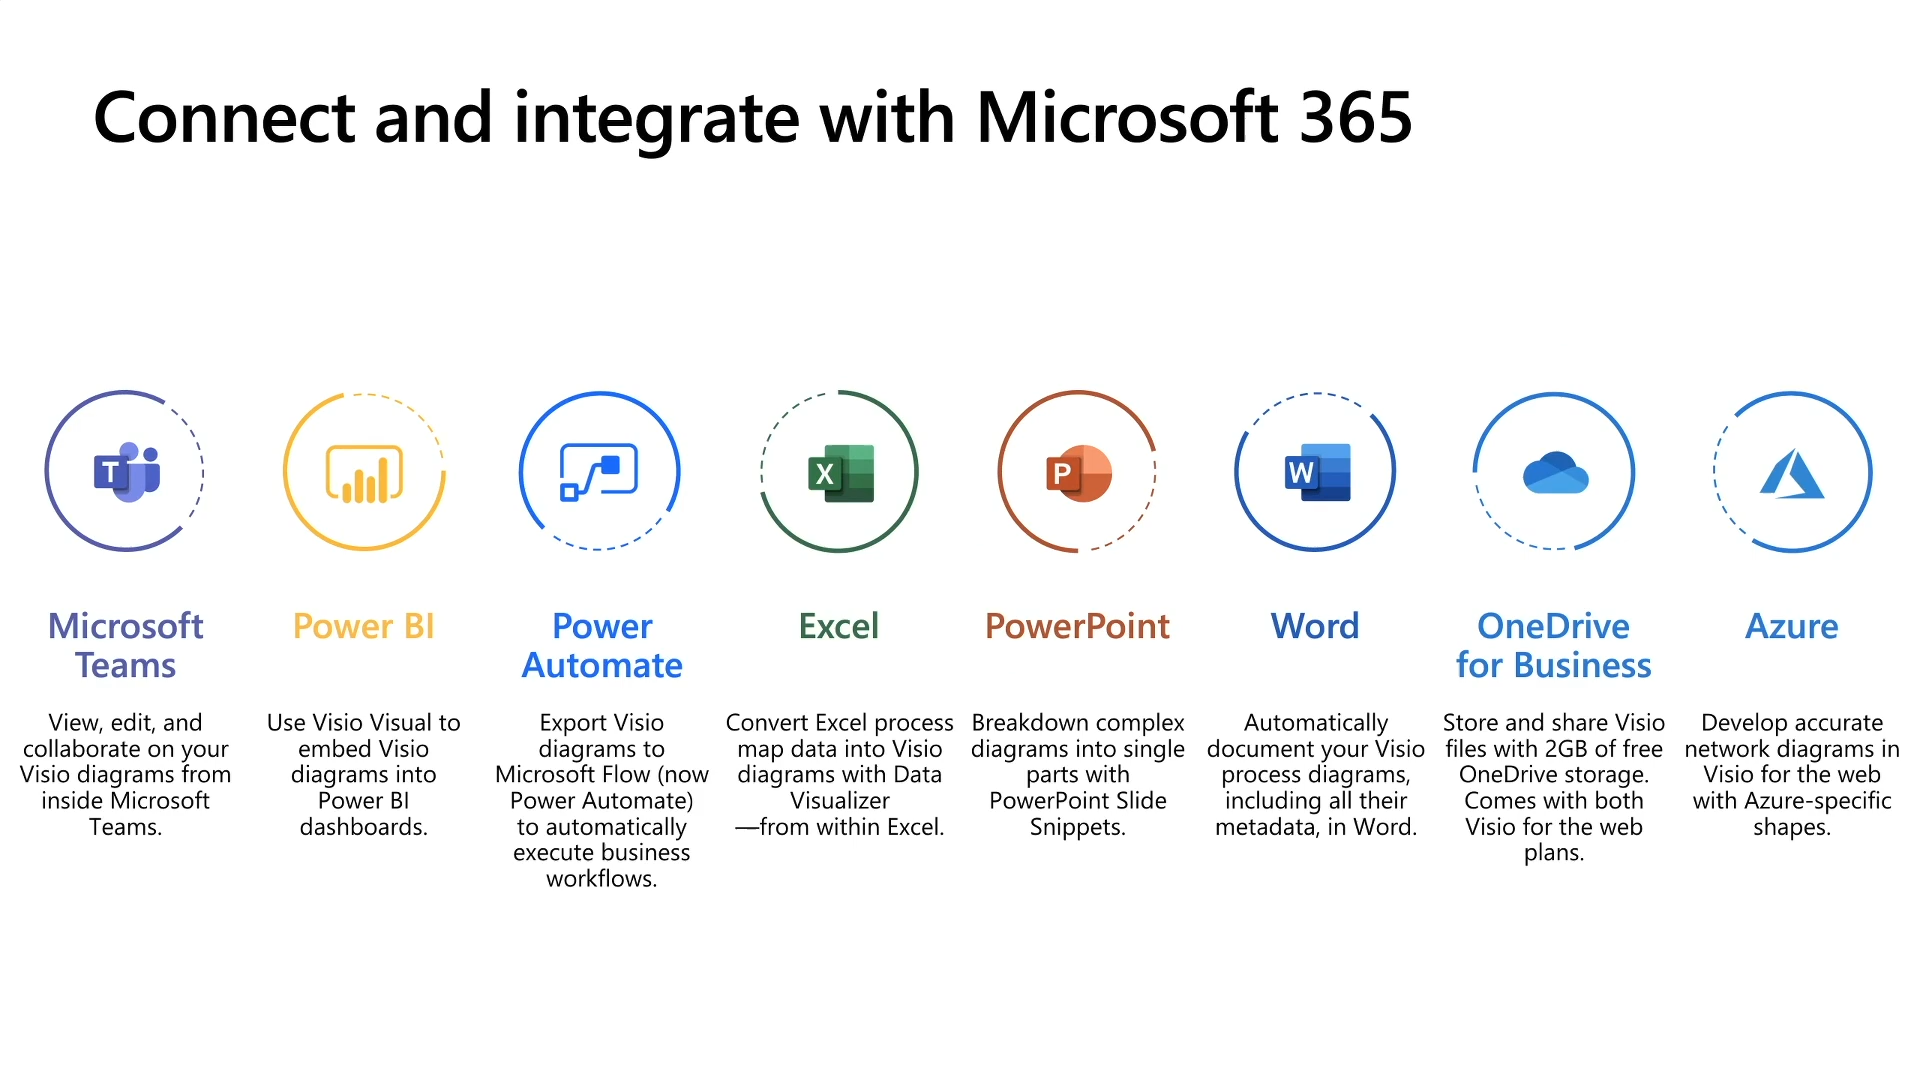 Connect and integrate with Microsoft 365
T
X
P
W
Microsoft
Teams
View, edit, and
collaborate on your
Visio diagrams from
inside Microsoft
Teams.
Power BI
Use Visio Visual to
embed Visio
diagrams into
Power BI
dashboards.
Power
Automate
Export Visio
diagrams to
Microsoft Flow (now
Power Automate)
to automatically
execute business
workflows.
Excel
Convert Excel process
map data into Visio
diagrams with Data
Visualizer
—from within Excel.
PowerPoint
Breakdown complex
diagrams into single
parts with
PowerPoint Slide
Snippets.
Word
Automatically
document your Visio
process diagrams,
including all their
metadata, in Word.
OneDrive
for Business
Store and share Visio
files with 2GB of free
OneDrive storage.
Comes with both
Visio for the web
plans.
Azure
Develop accurate
network diagrams in
Visio for the web
with Azure-specific
shapes.